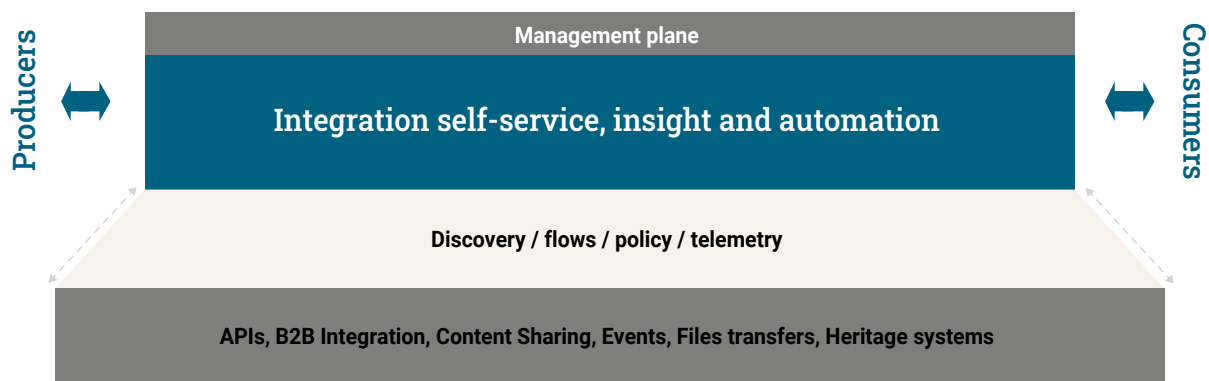 Management plane
Producers
Integration self-service, insight and automation
Consumers
Discovery / flows / policy / telemetry
APIs, B2B Integration, Content Sharing, Events, Files transfers, Heritage systems